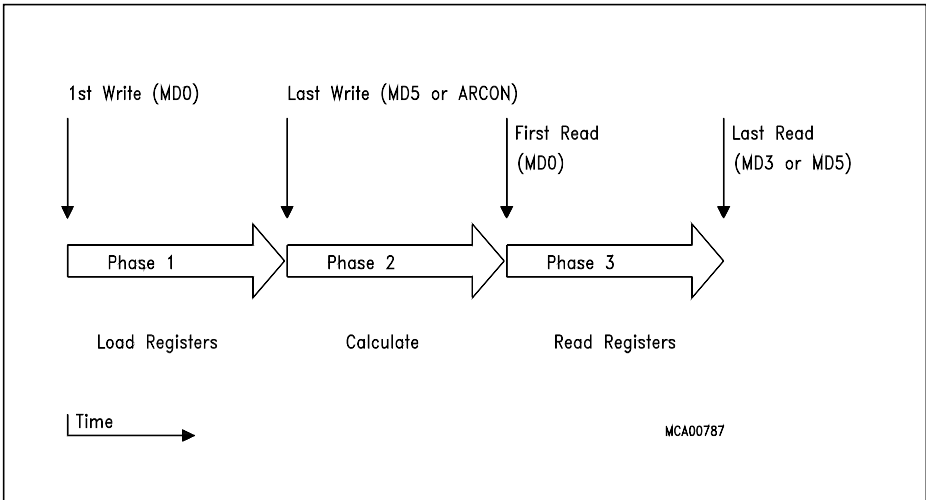 1st Write (MD0)
Last Write (MD5 or ARCON)
First Read
(MD0)
Last Read
(MD3 or MD5)
Phase 1
Phase 2
Phase 3
Load Registers
Calculate
Read Registers
Time
MCA00787